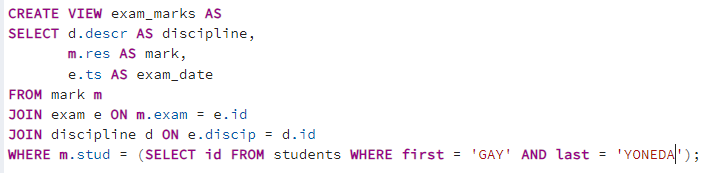 CREATE VIEW exam_marks AS
SELECT d.descr AS discipline,
m.res AS mark,
e.ts AS exam_date
FROM mark m
JOIN exam e ON m.exam = e.id
JOIN discipline d ON e.discip = d.id
WHERE m.stud = (SELECT id FROM students WHERE first = 'GAY' AND last = 'YONEDA');